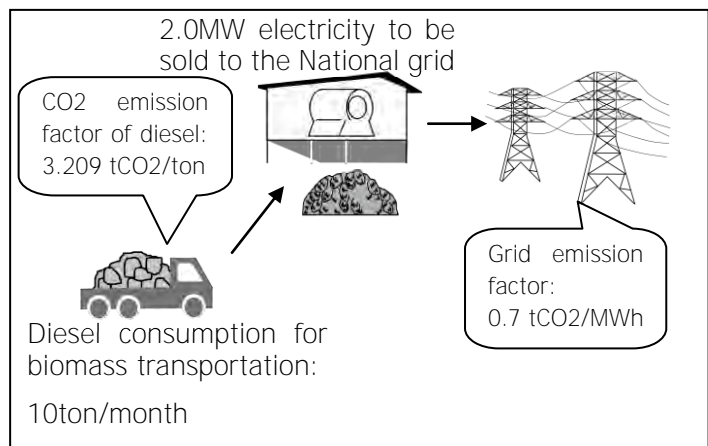 2.0MW electricity to be
sold to the National grid
CO2 emission
factor of diesel:
3.209 tCO2/ton
Grid emission
factor:
0.7 tCO2/MWh
Diesel consumption for
biomass transportation:
10ton/month